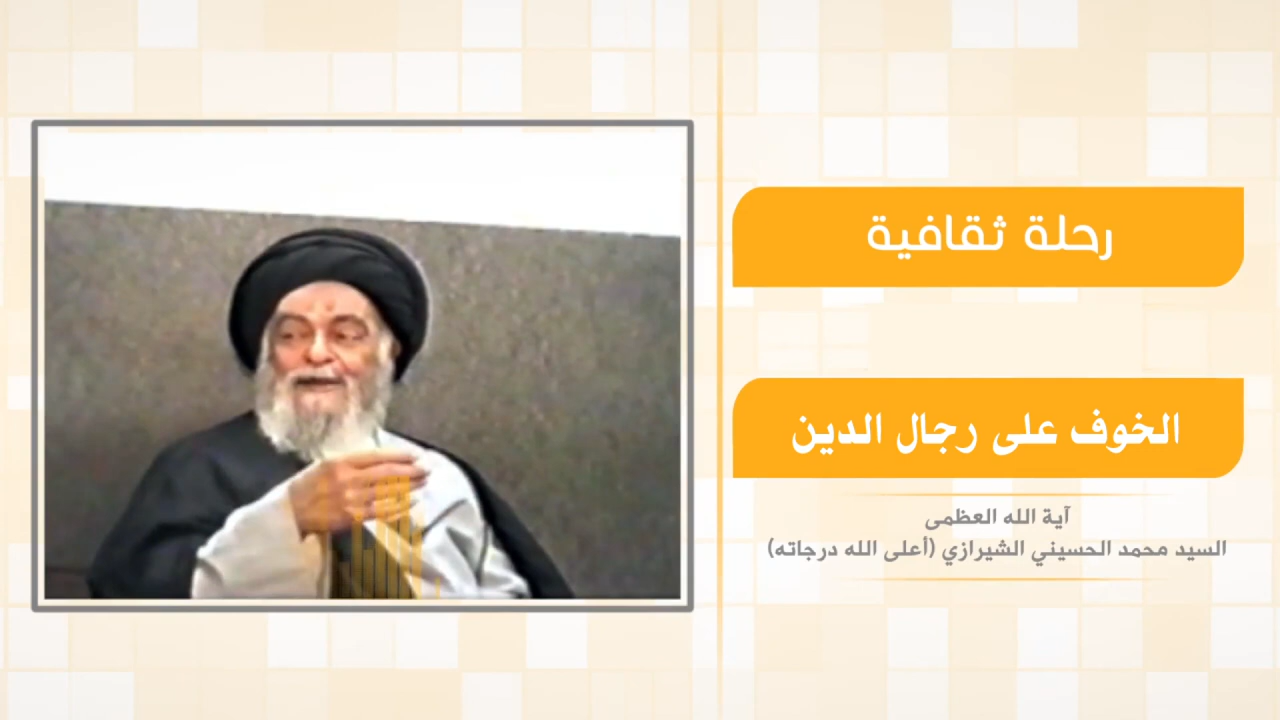 رحلة ثقافية
الخوف على رجال الدين
آية الله العظمى
السيد محمد الحسيني الشيرازي (أعلى الله درجاته)